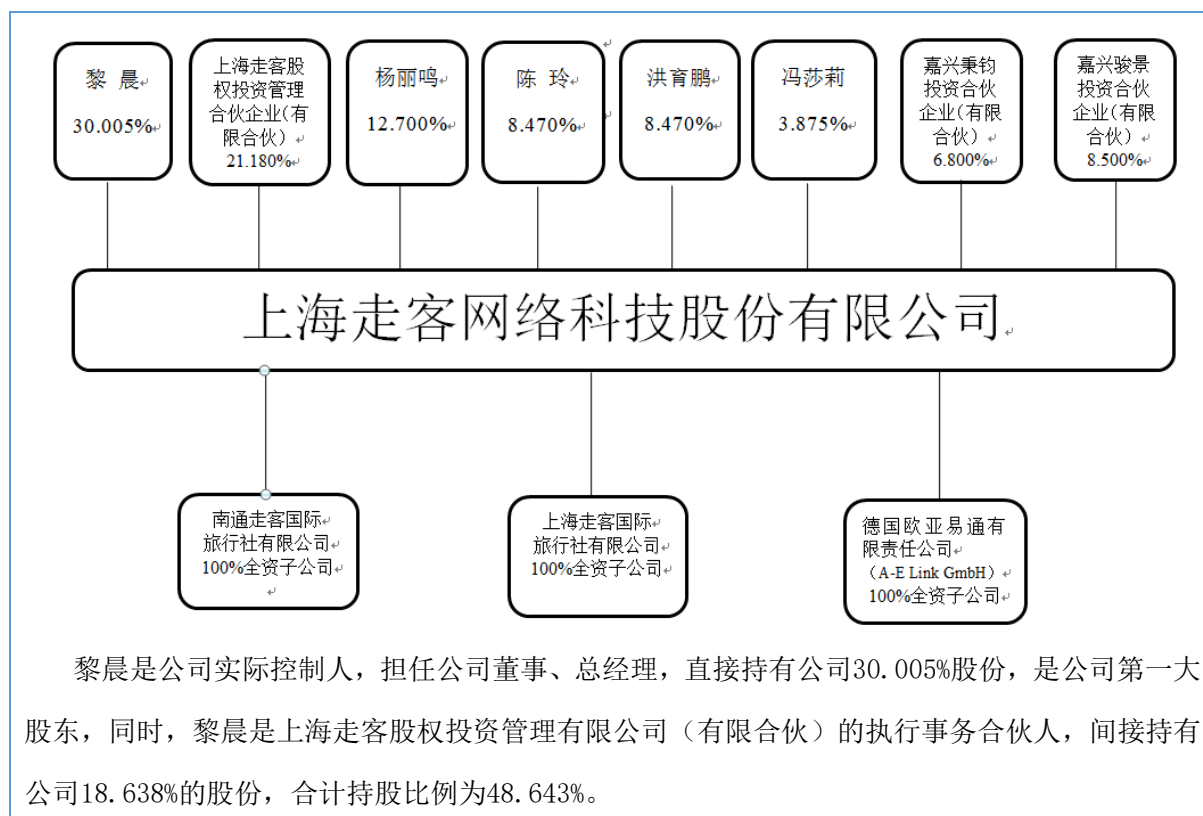 黎 晨
30.005%
上海走客股
权投资管理
合伙企业(有
限合伙）
21.180%
杨丽鸣
12.700%
陈 玲
8.470%
洪育鹏
8.470%
冯莎莉
3.875%
嘉兴秉钧
投资合伙
企业(有限
合伙）
6.800%
嘉兴骏景
投资合伙
企业(有限
合伙）
8.500%
上海走客网络科技股份有限公司
南通走客国际
旅行社有限公司
100%全资子公司
上海走客国际
旅行社有限公司
100%全资子公司
德国欧亚易通有
限责任公司
（A-E Link GmbH）
100%全资子公司
黎晨是公司实际控制人，担任公司董事、总经理，直接持有公司30.005%股份，是公司第一大
股东，同时，黎晨是上海走客股权投资管理有限公司（有限合伙）的执行事务合伙人，间接持有
公司18.638%的股份，合计持股比例为48.643%。